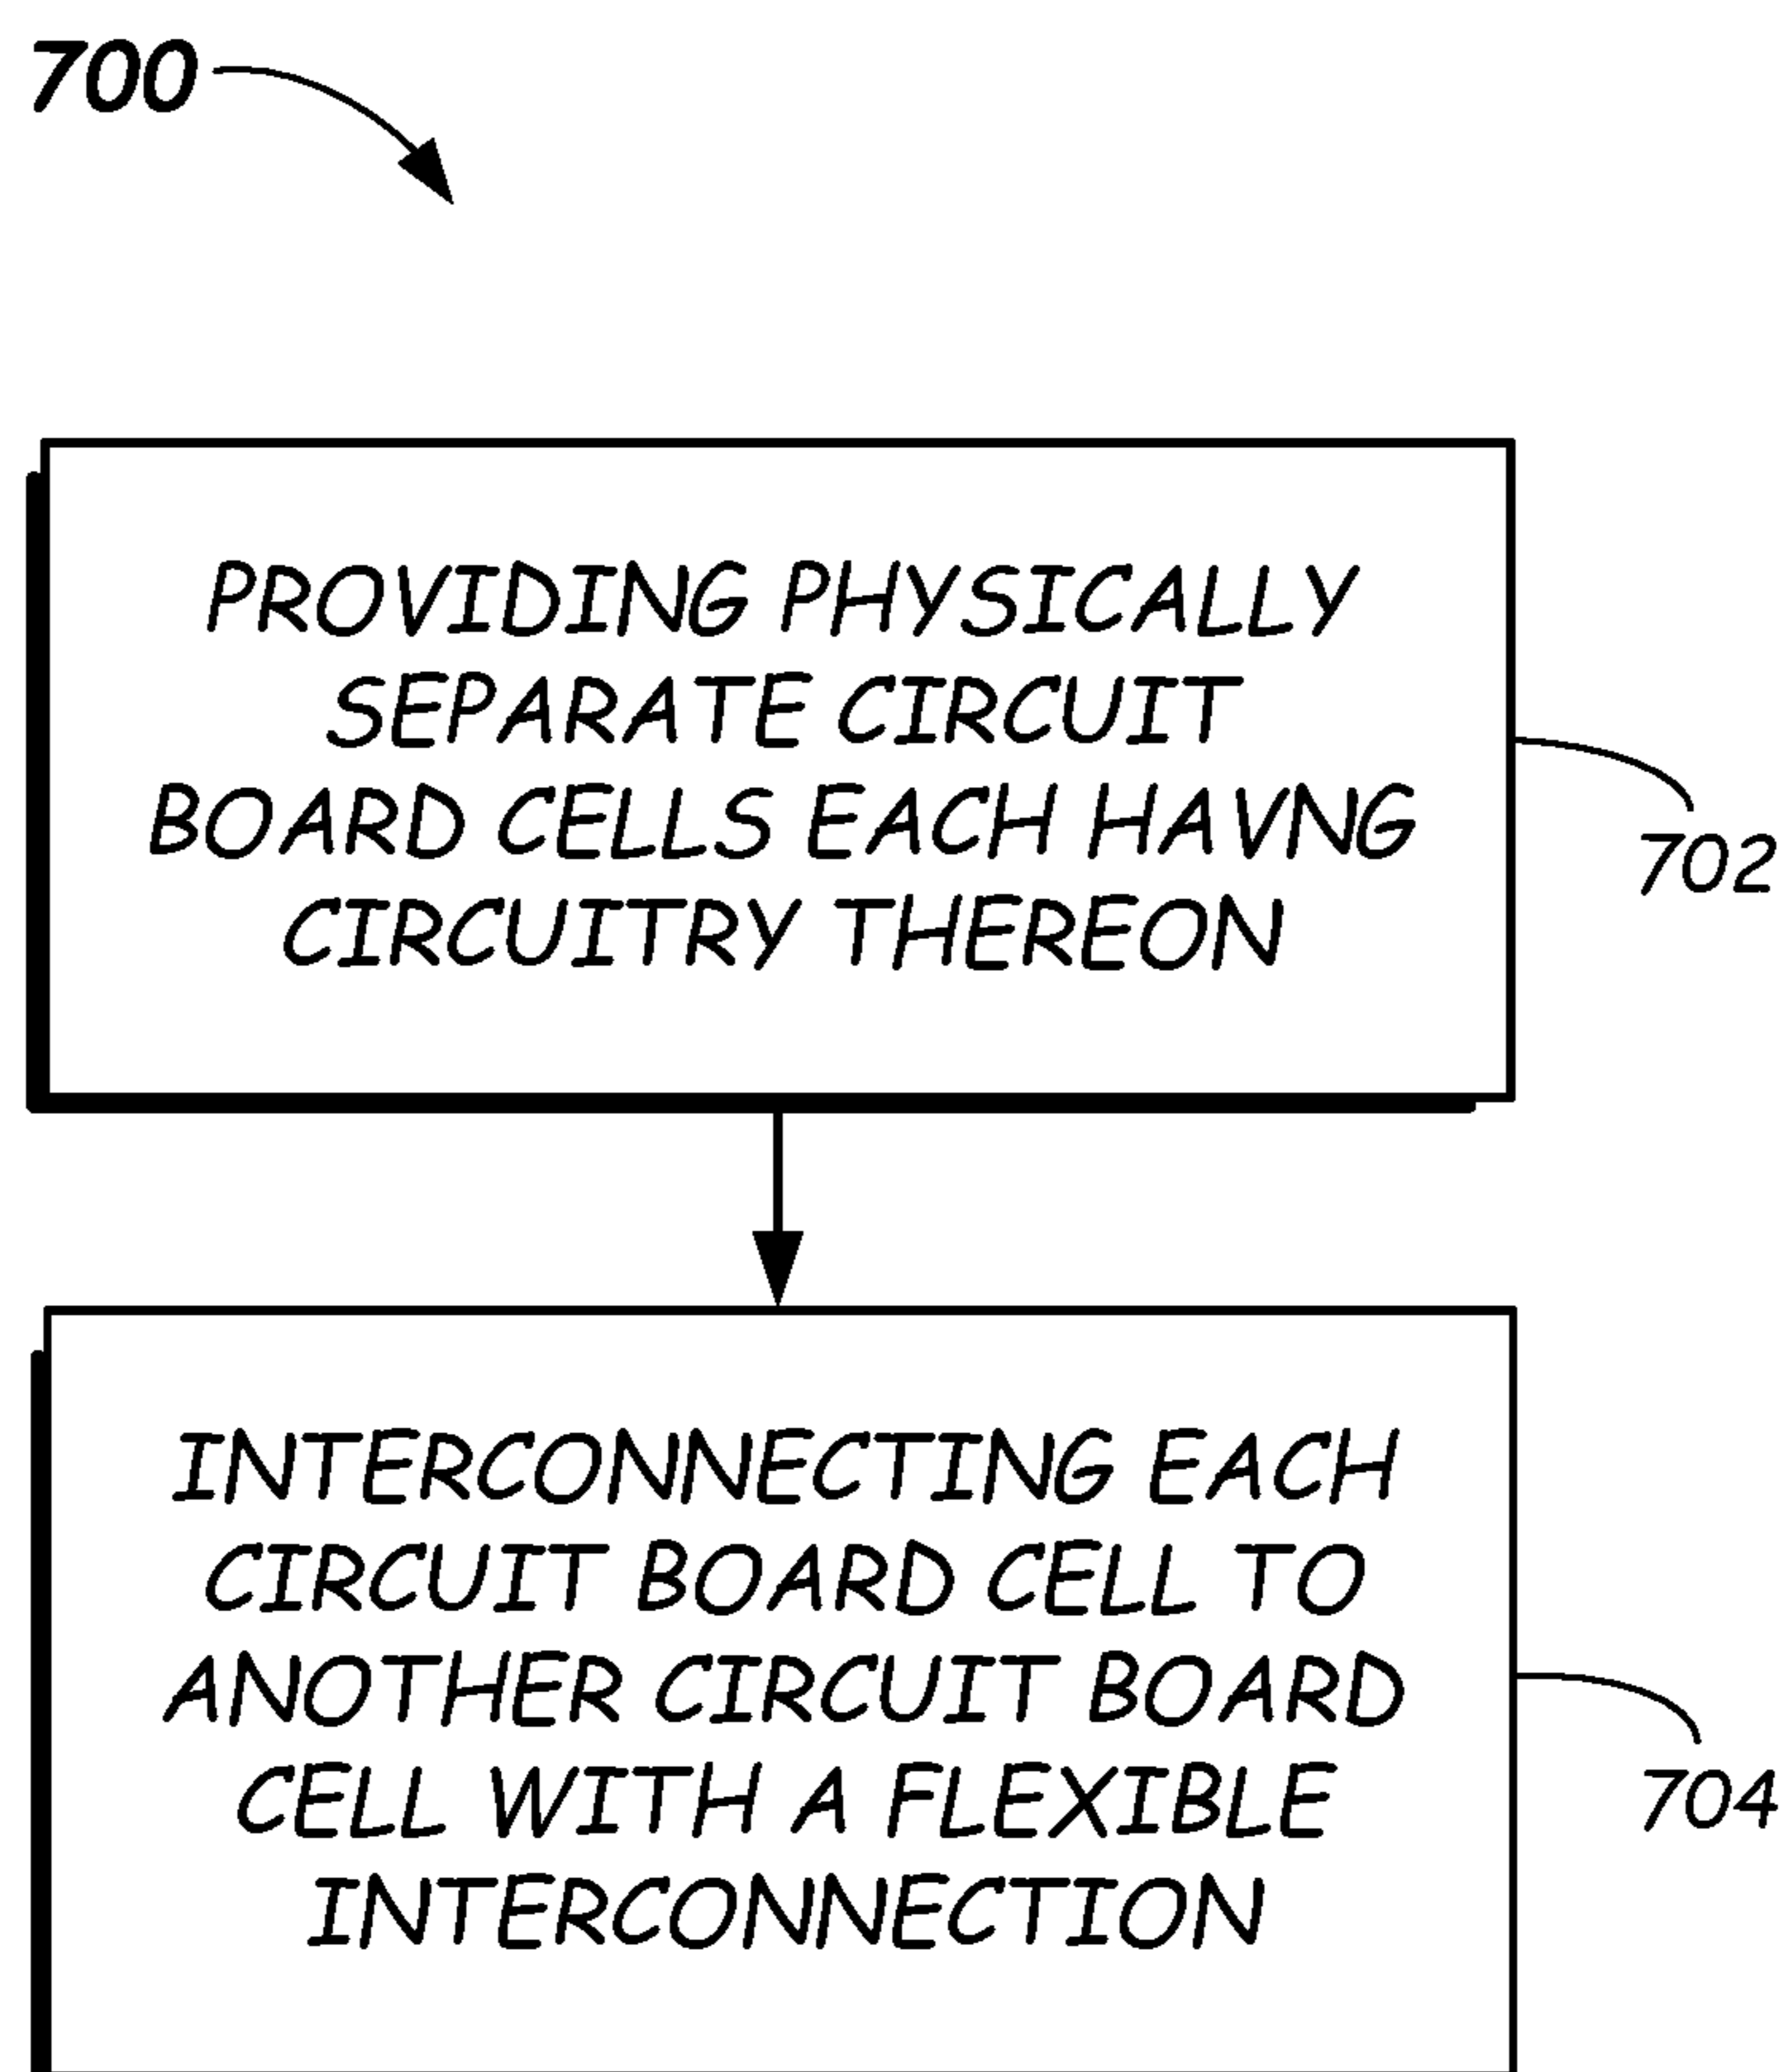 700
PROVIDING PHYSICALLY
SEPARATE CIRCUIT
BOARD CELLS EACH HAVNG
CIRCUITRY THEREON
702
INTERCONNECTING EACH
CIRCUIT BOARD CELL TO
ANOTHER CIRCUIT BOARD
CELL WITH A FLEXIBLE
INTERCONNECTION
704